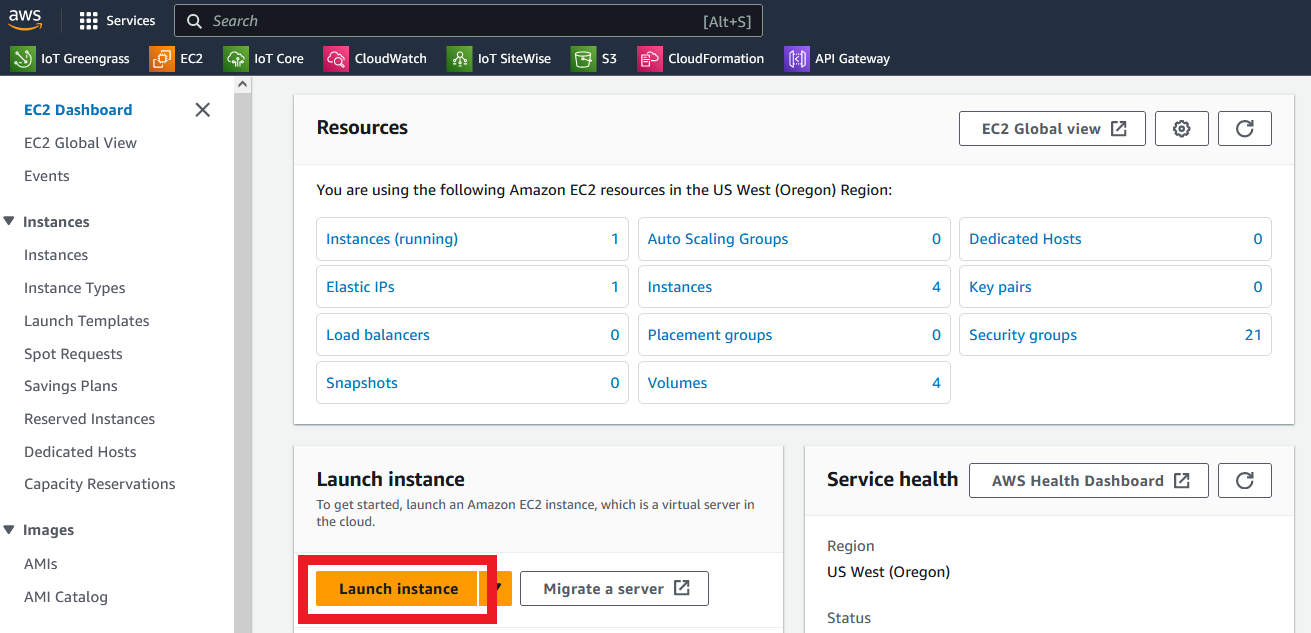 aws
Services
Search
[Alt+S]
IoT Greengrass
EC2
IoT Core
CloudWatch
IoT SiteWise
S3
CloudFormation
API Gateway
EC2 Dashboard
EC2 Global View
Events
Instances
Instances
Instance Types
Launch Templates
Spot Requests
Savings Plans
Reserved Instances
Dedicated Hosts
Capacity Reservations
Images
AMIs
AMI Catalog
Resources
EC2 Global view
You are using the following Amazon EC2 resources in the US West (Oregon) Region:
Instances (running) 1
Auto Scaling Groups 0
Dedicated Hosts 0
Elastic IPs 1
Instances 4
Key pairs 0
Load balancers 0
Placement groups 0
Security groups 21
Snapshots 0
Volumes 4
Launch instance
To get started, launch an Amazon EC2 instance, which is a virtual server in
the cloud.
Launch instance
Migrate a server
Service health
AWS Health Dashboard
Region
US West (Oregon)
Status